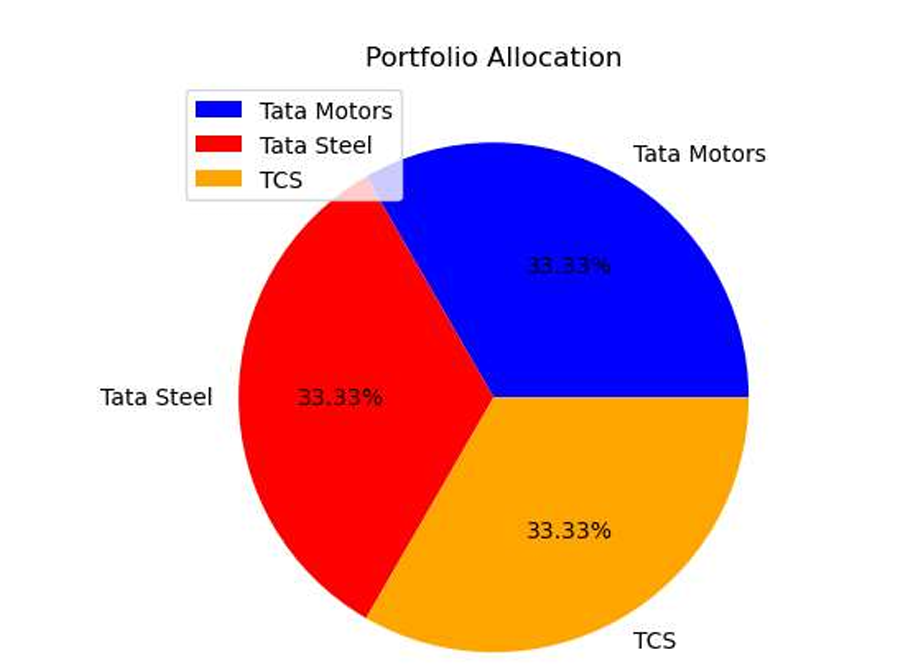 Portfolio Allocation
Tata Motors
Tata Steel
TCS
Tata Motors
33.33%
Tata Steel
33.33%
33.33%
TCS